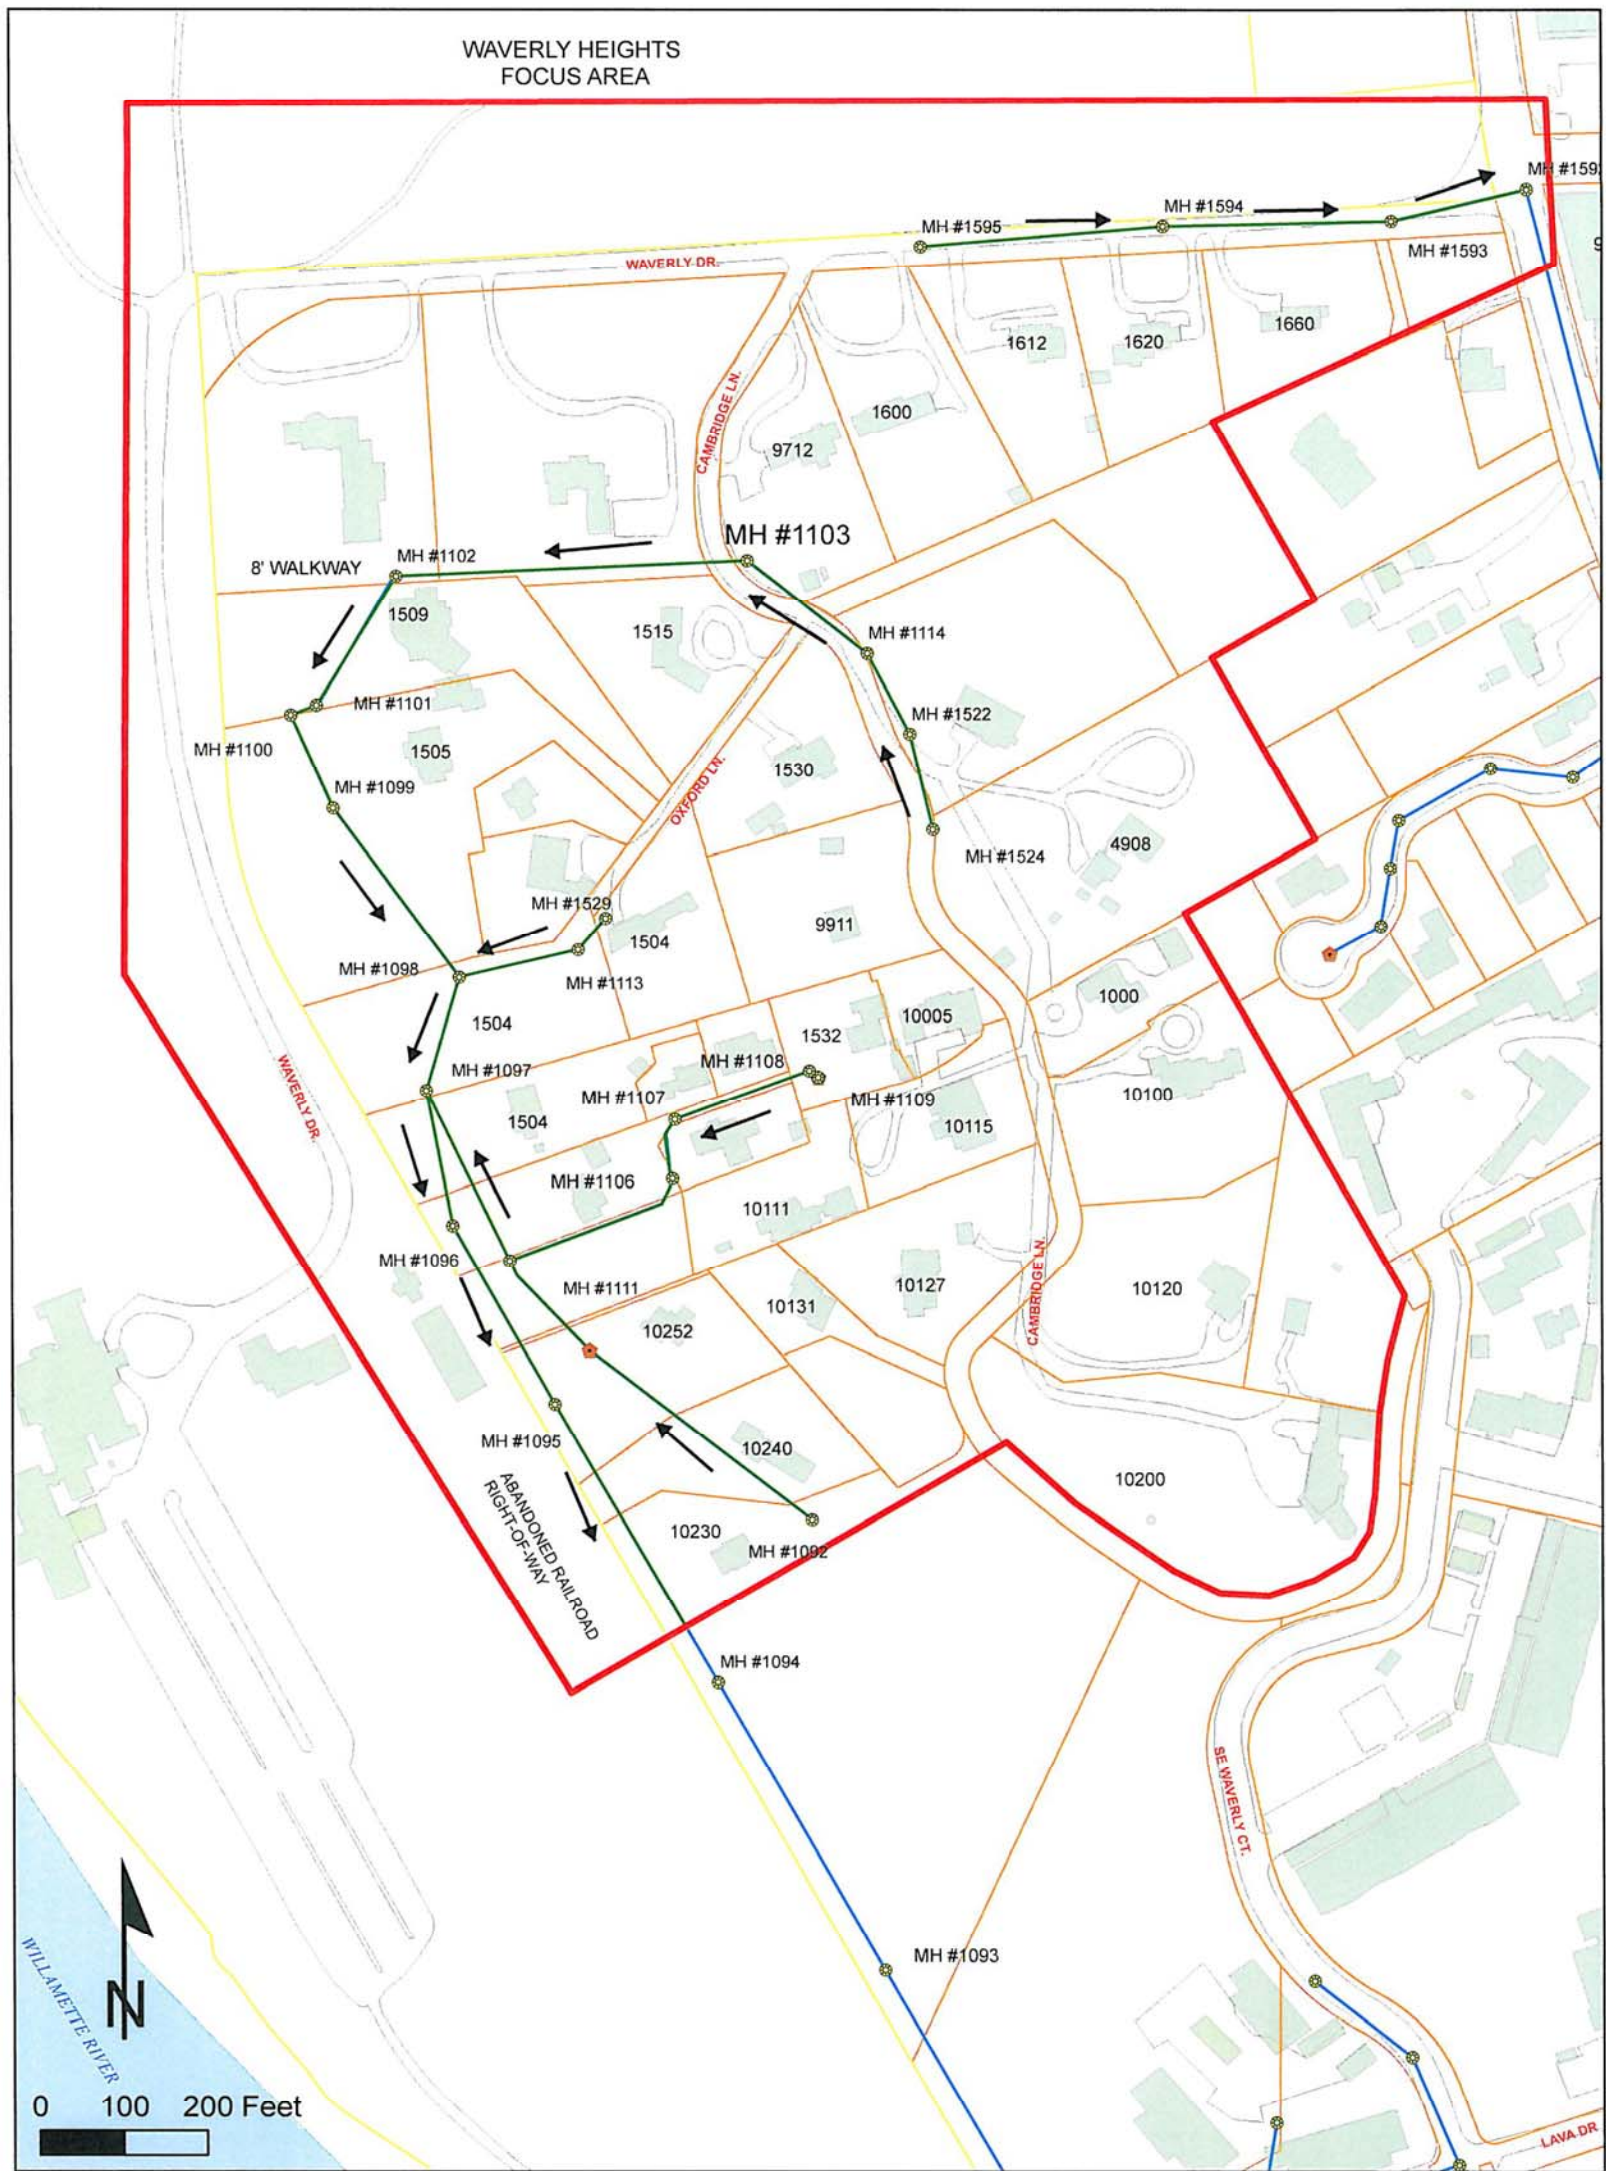 WAVERLY HEIGHTS
FOCUS AREA
MH #1592
MH #1594
MH #1595
MH #1593
WAVERLY DR.
1660
1612
1620
CAMBRIDGE LN.
1600
9712
MH #1103
MH #1102
8' WALKWAY
1509
1515
MH #1114
MH #1101
MH #1522
MH #1100
1505
1530
MH #1099
OXFORD LN.
4908
MH #1524
MH #1529
9911
1504
MH #1098
MH #1113
1000
10005
1504
1532
MH #1108
MH #1097
WAVERLY DR.
MH #1107
MH #1109
10100
1504
10115
MH #1106
10111
MH #1096
MH #1111
10127
10120
CAMBRIDGE LN.
10131
10252
MH #1095
10240
10200
ABANDONED RAILROAD
RIGHT-OF-WAY
10230
MH #1092
MH #1094
SE WAVERLY CT.
MH #1093
WILLAMETTE RIVER
N
0 100 200 Feet
LAVA DR